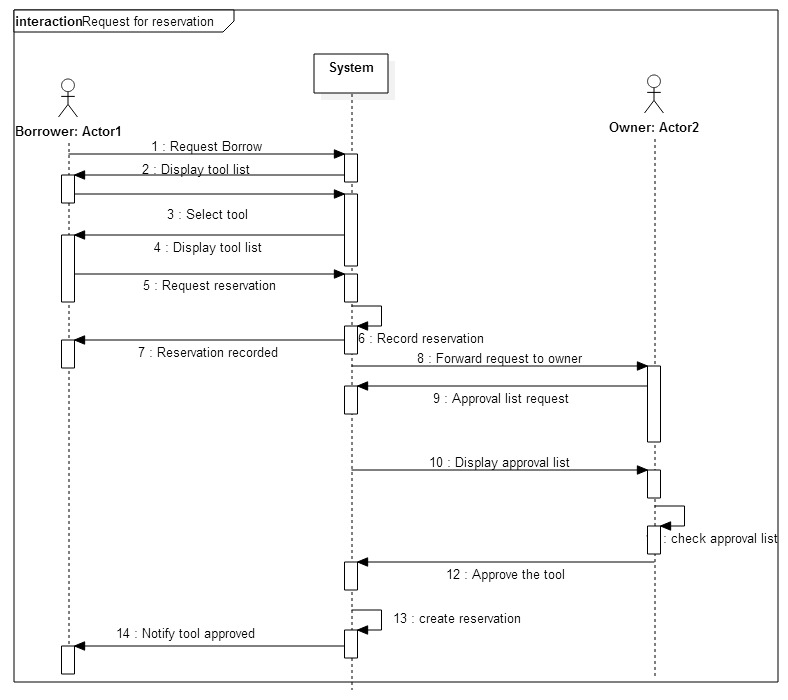 interactionRequest for reservation
System
Borrower: Actor1
Owner: Actor2
1 : Request Borrow
2 : Display tool list
3 : Select tool
4 : Display tool list
5 : Request reservation
6 : Record reservation
7 : Reservation recorded
8 : Forward request to owner
9 : Approval list request
10 : Display approval list
: check approval list
12 : Approve the tool
13 : create reservation
14 : Notify tool approved